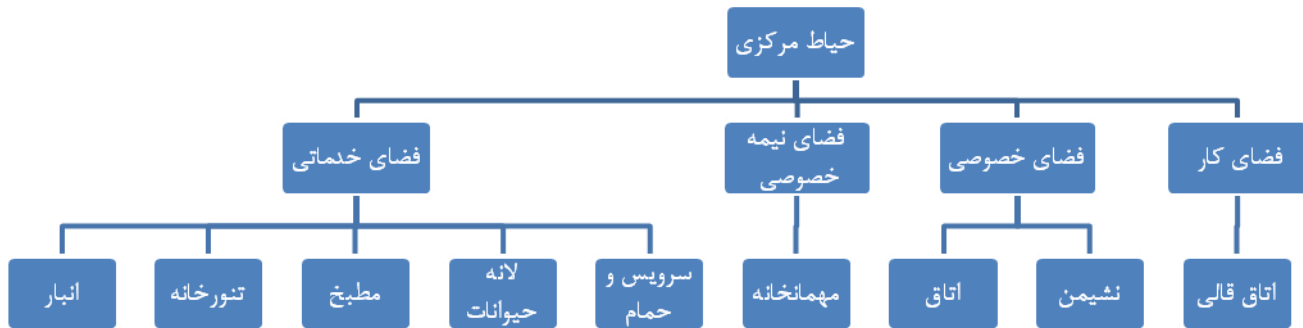 حیاط مرکزی
فضای کار
فضای خصوصی
فضای نیمه
خصوصی
فضای خدماتی
اتاق قالی
نشیمن
اتاق
مهمانخانه
سرویس و
حمام
لانه
حیوانات
مطبخ
تنورخانه
انبار